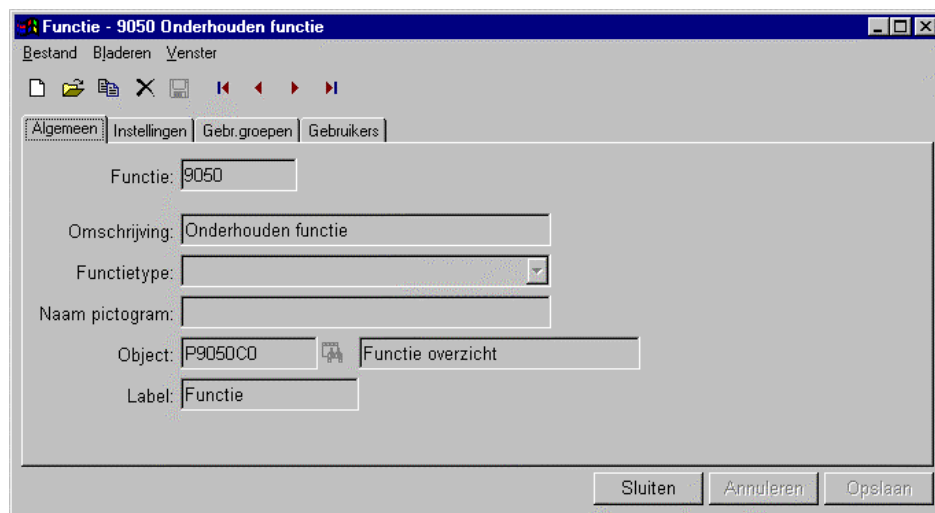 Functie - 9050 Onderhouden functie
Bestand Bladeren Venster
Algemeen Instellingen Gebr.groepen Gebruikers
Functie: 9050
Omschrijving: Onderhouden functie
Functietype:
Naam pictogram:
Object: P9050C0 Functie overzicht
Label: Functie
Sluiten Annuleren Opslaan